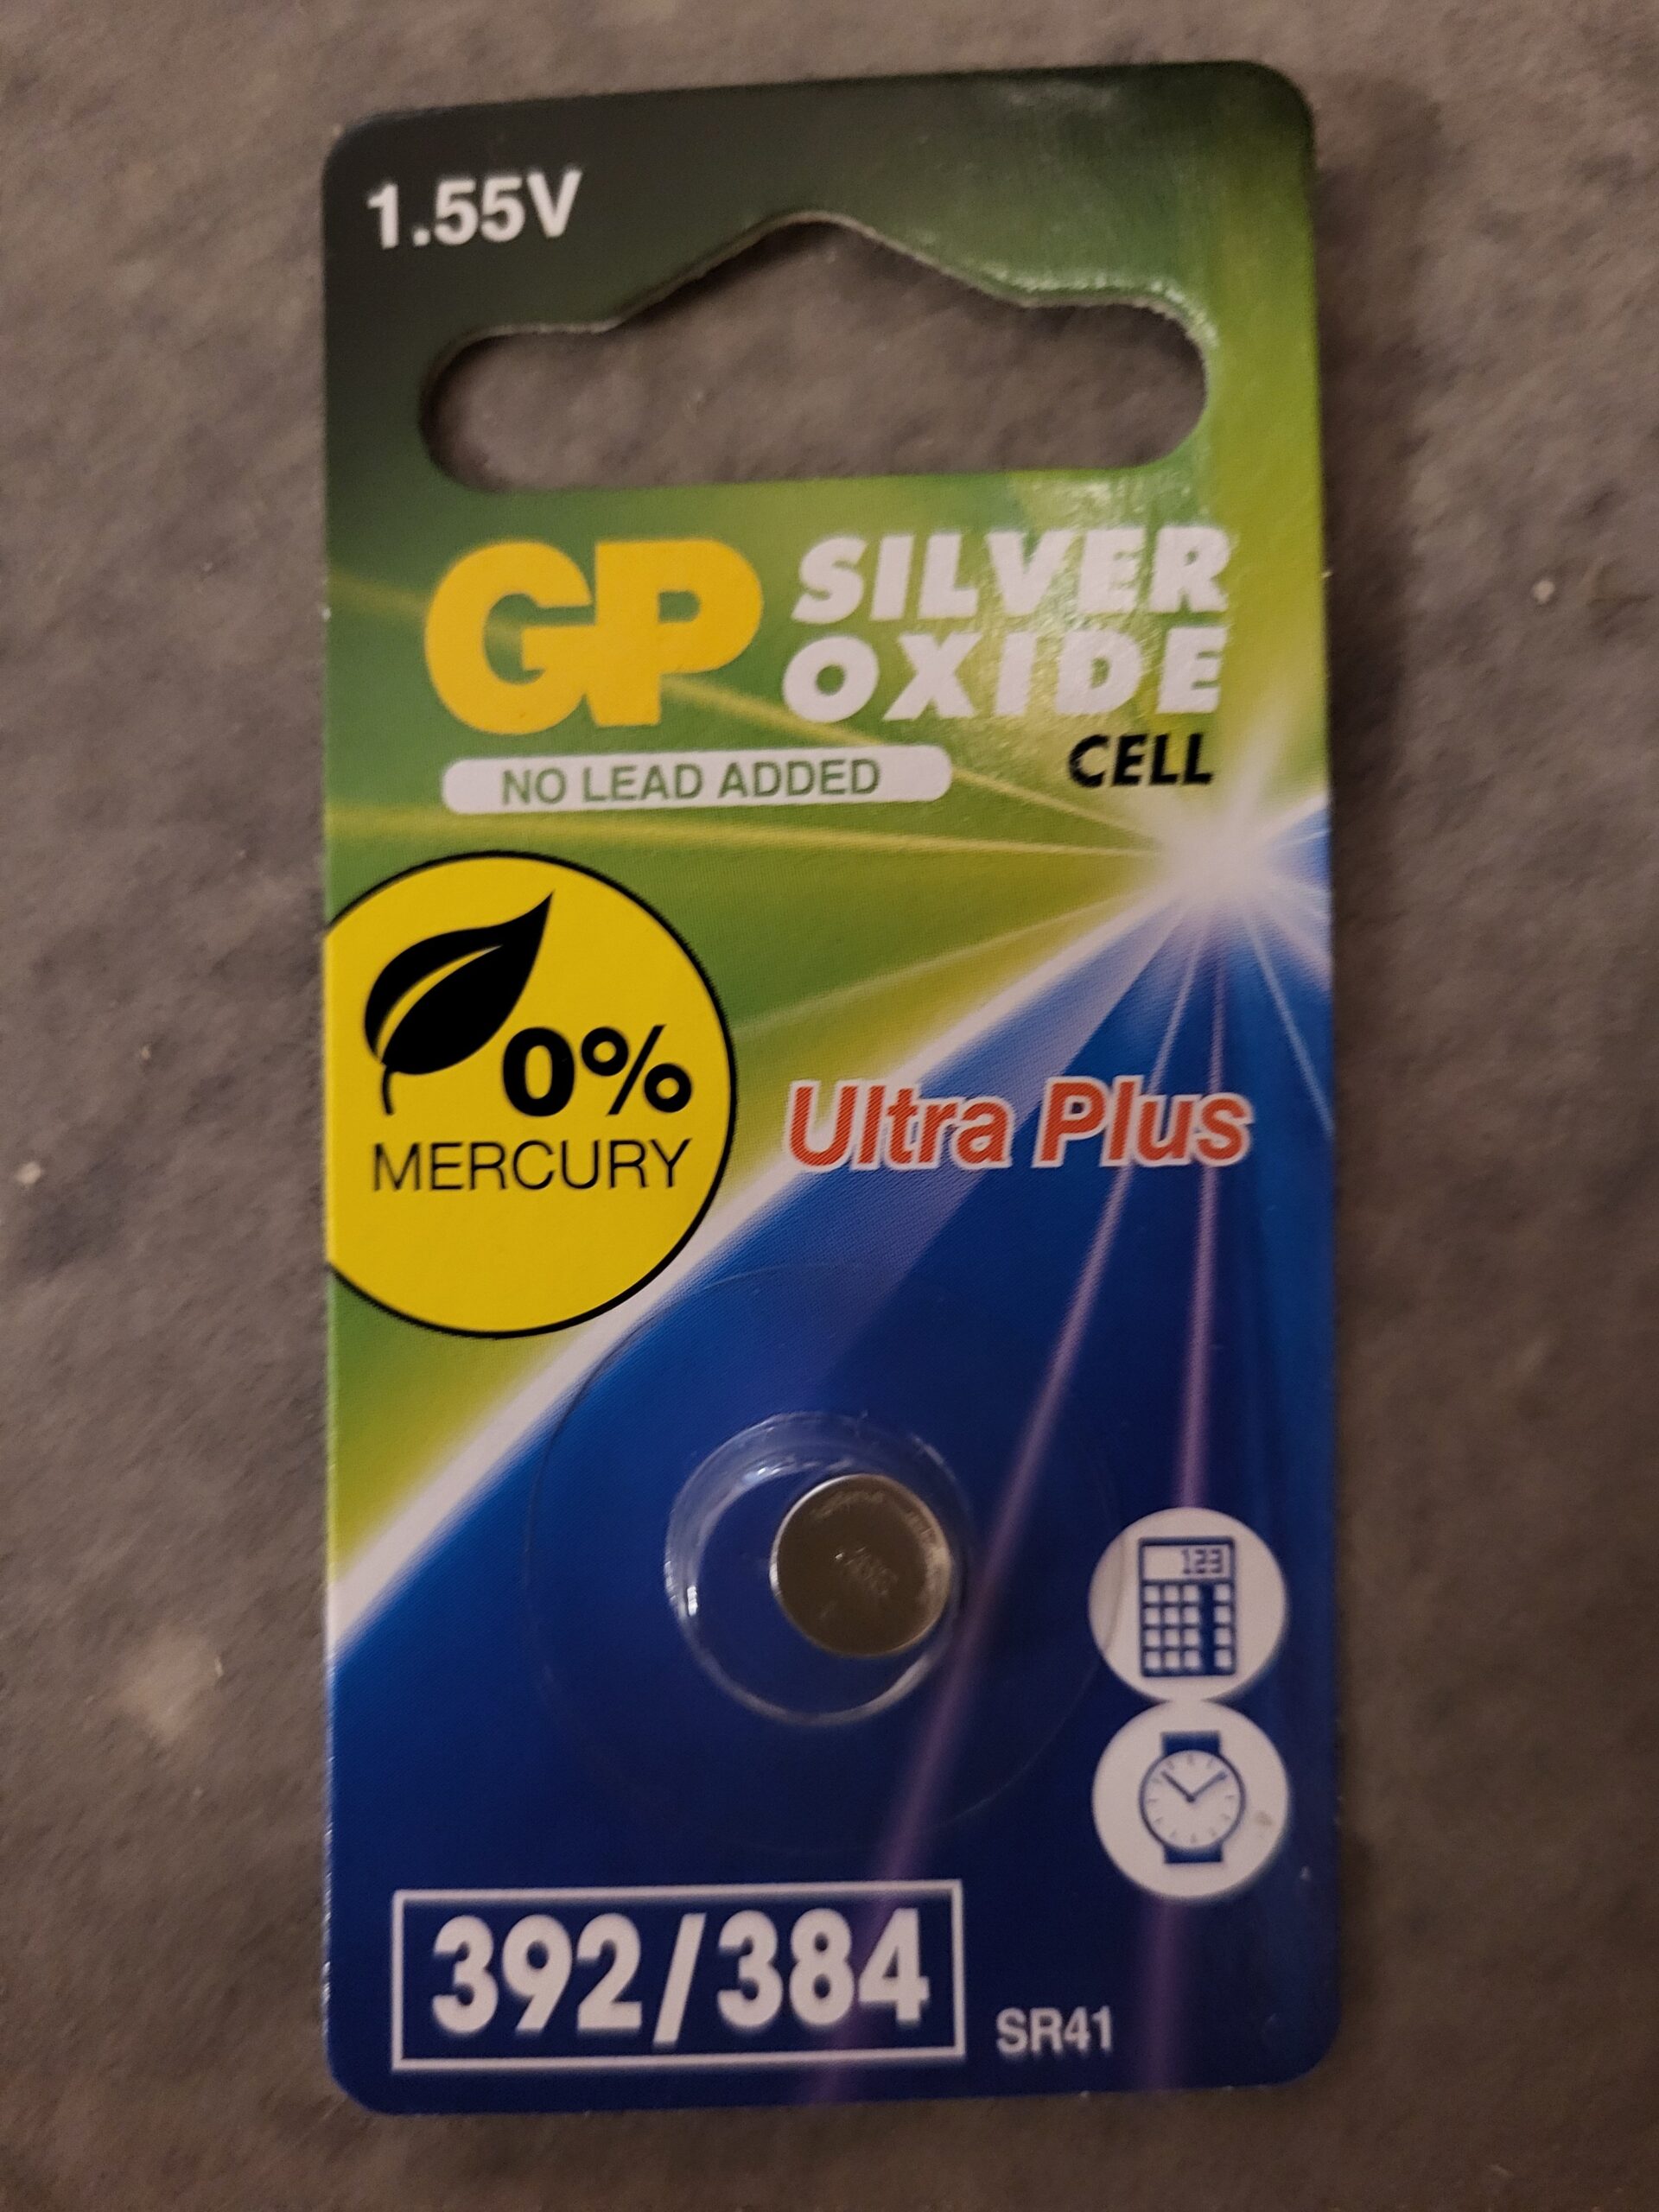 1.55V
GP SILVER
OXIDE
CELL
NO LEAD ADDED
0%
MERCURY
Ultra Plus
123
392/384
SR41